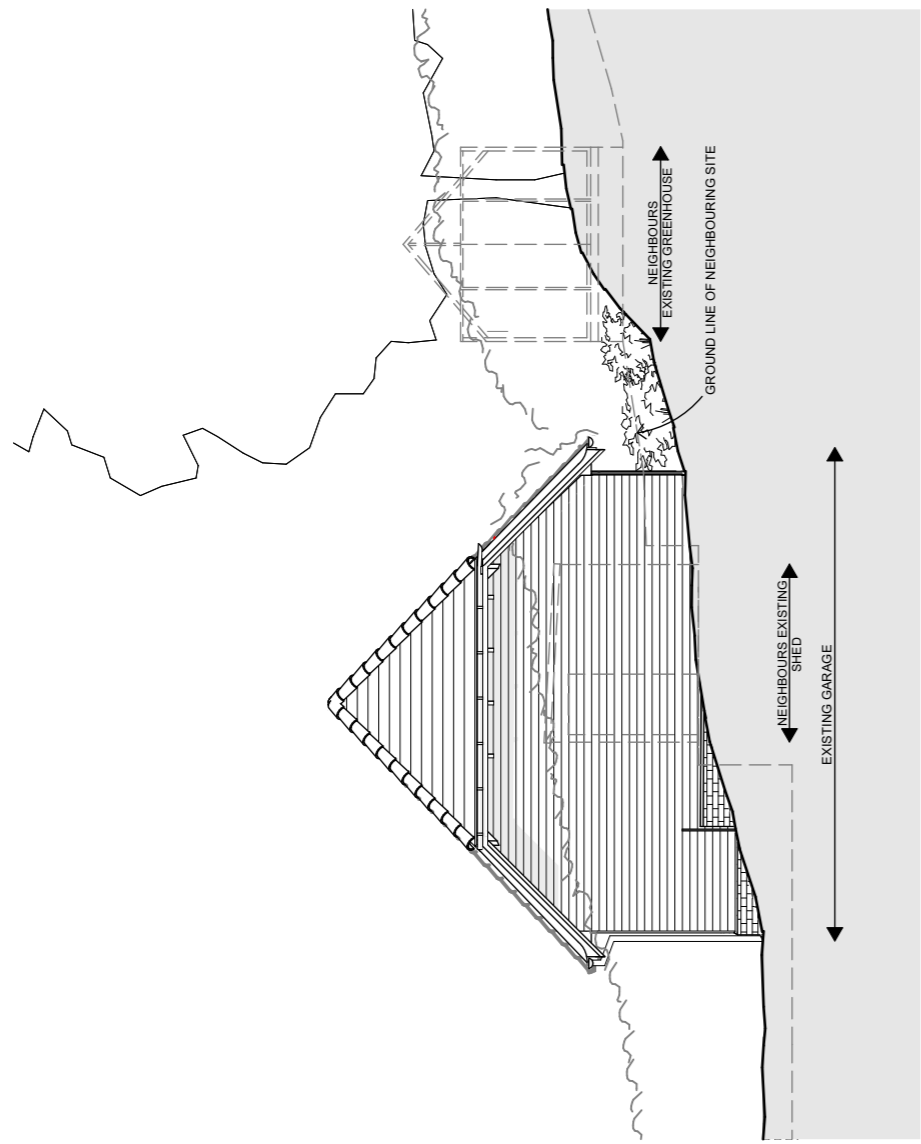 NEIGHBOURS
EXISTING GREENHOUSE
GROUND LINE OF NEIGHBOURING SITE
NEIGHBOURS EXISTING
SHED
EXISTING GARAGE